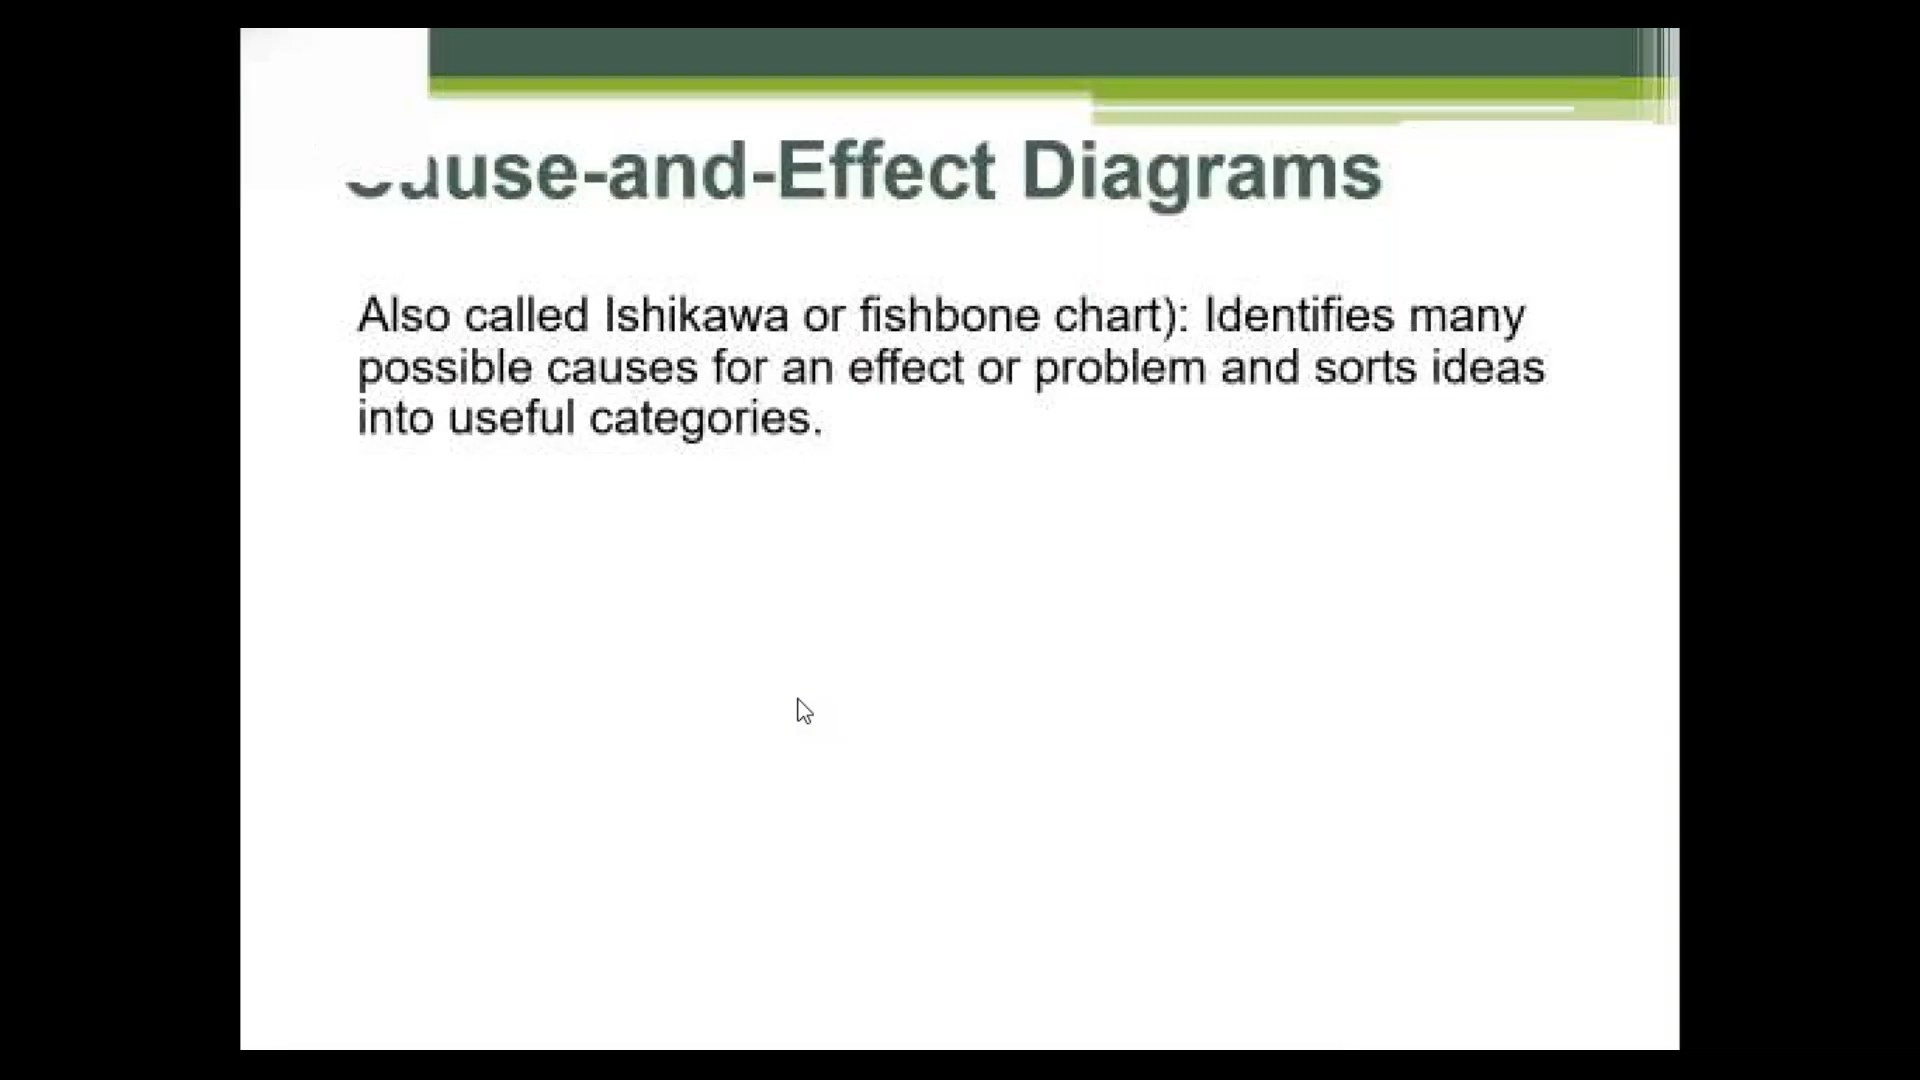 Cause-and-Effect Diagrams
Also called Ishikawa or fishbone chart): Identifies many
possible causes for an effect or problem and sorts ideas
into useful categories.